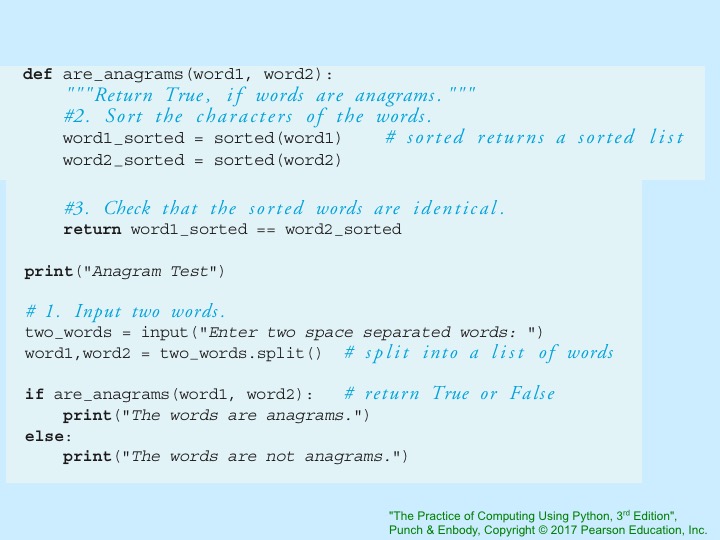 def are_anagrams(word1, word2):
    """Return True, if words are anagrams."""
    #2. Sort the characters of the words.
    word1_sorted = sorted(word1)    # sorted returns a sorted list
    word2_sorted = sorted(word2)
    #3. Check that the sorted words are identical.
    return word1_sorted == word2_sorted
print("Anagram Test")
# 1. Input two words.
two_words = input("Enter two space separated words: ")
word1,word2 = two_words.split()  # split into a list of words
if are_anagrams(word1, word2):   # return True or False
    print("The words are anagrams.")
else:
    print("The words are not anagrams.")
"The Practice of Computing Using Python, 3rd Edition",
Punch & Enbody, Copyright © 2017 Pearson Education, Inc.